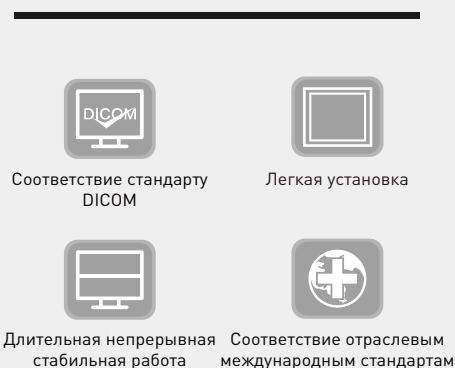 DICOM
Соответствие стандарту
DICOM
Легкая установка
Длительная непрерывная
стабильная работа
Соответствие отраслевым
международным стандартам